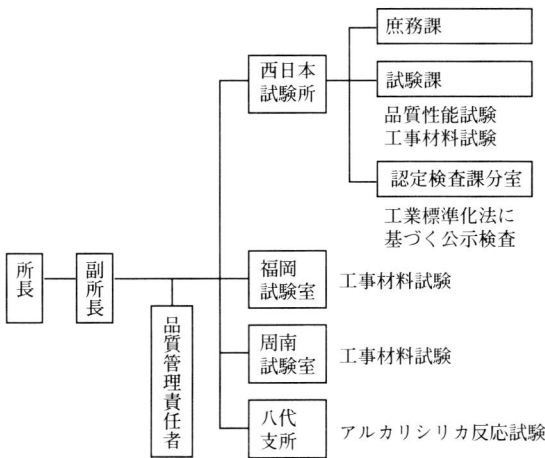 所長
副所長
品質管理責任者
西日本
試験所
庶務課
試験課
品質性能試験
工事材料試験
認定検査課分室
工業標準化法に
基づく公示検査
福岡
試験室
工事材料試験
周南
試験室
工事材料試験
八代
支所
アルカリシリカ反応試験